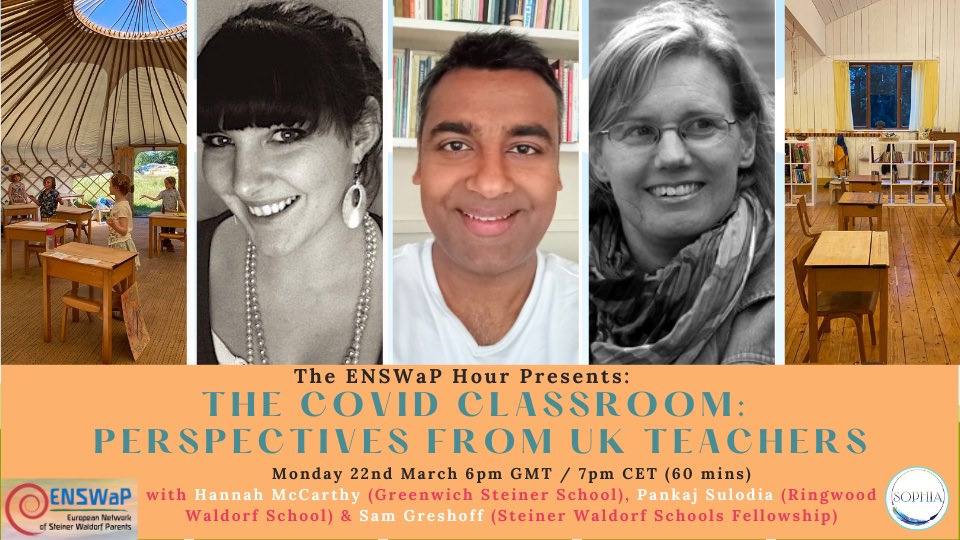 The ENSWaP Hour Presents:
THE COVID CLASSROOM:
PERSPECTIVES FROM UK TEACHERS
Monday 22nd March 6pm GMT / 7pm CET (60 mins)
with Hannah McCarthy (Greenwich Steiner School), Pankaj Sulodia (Ringwood
Waldorf School) & Sam Greshoff (Steiner Waldorf Schools Fellowship)
ENSWaP
European Network
of Steiner Waldorf Parents
SOPHIA